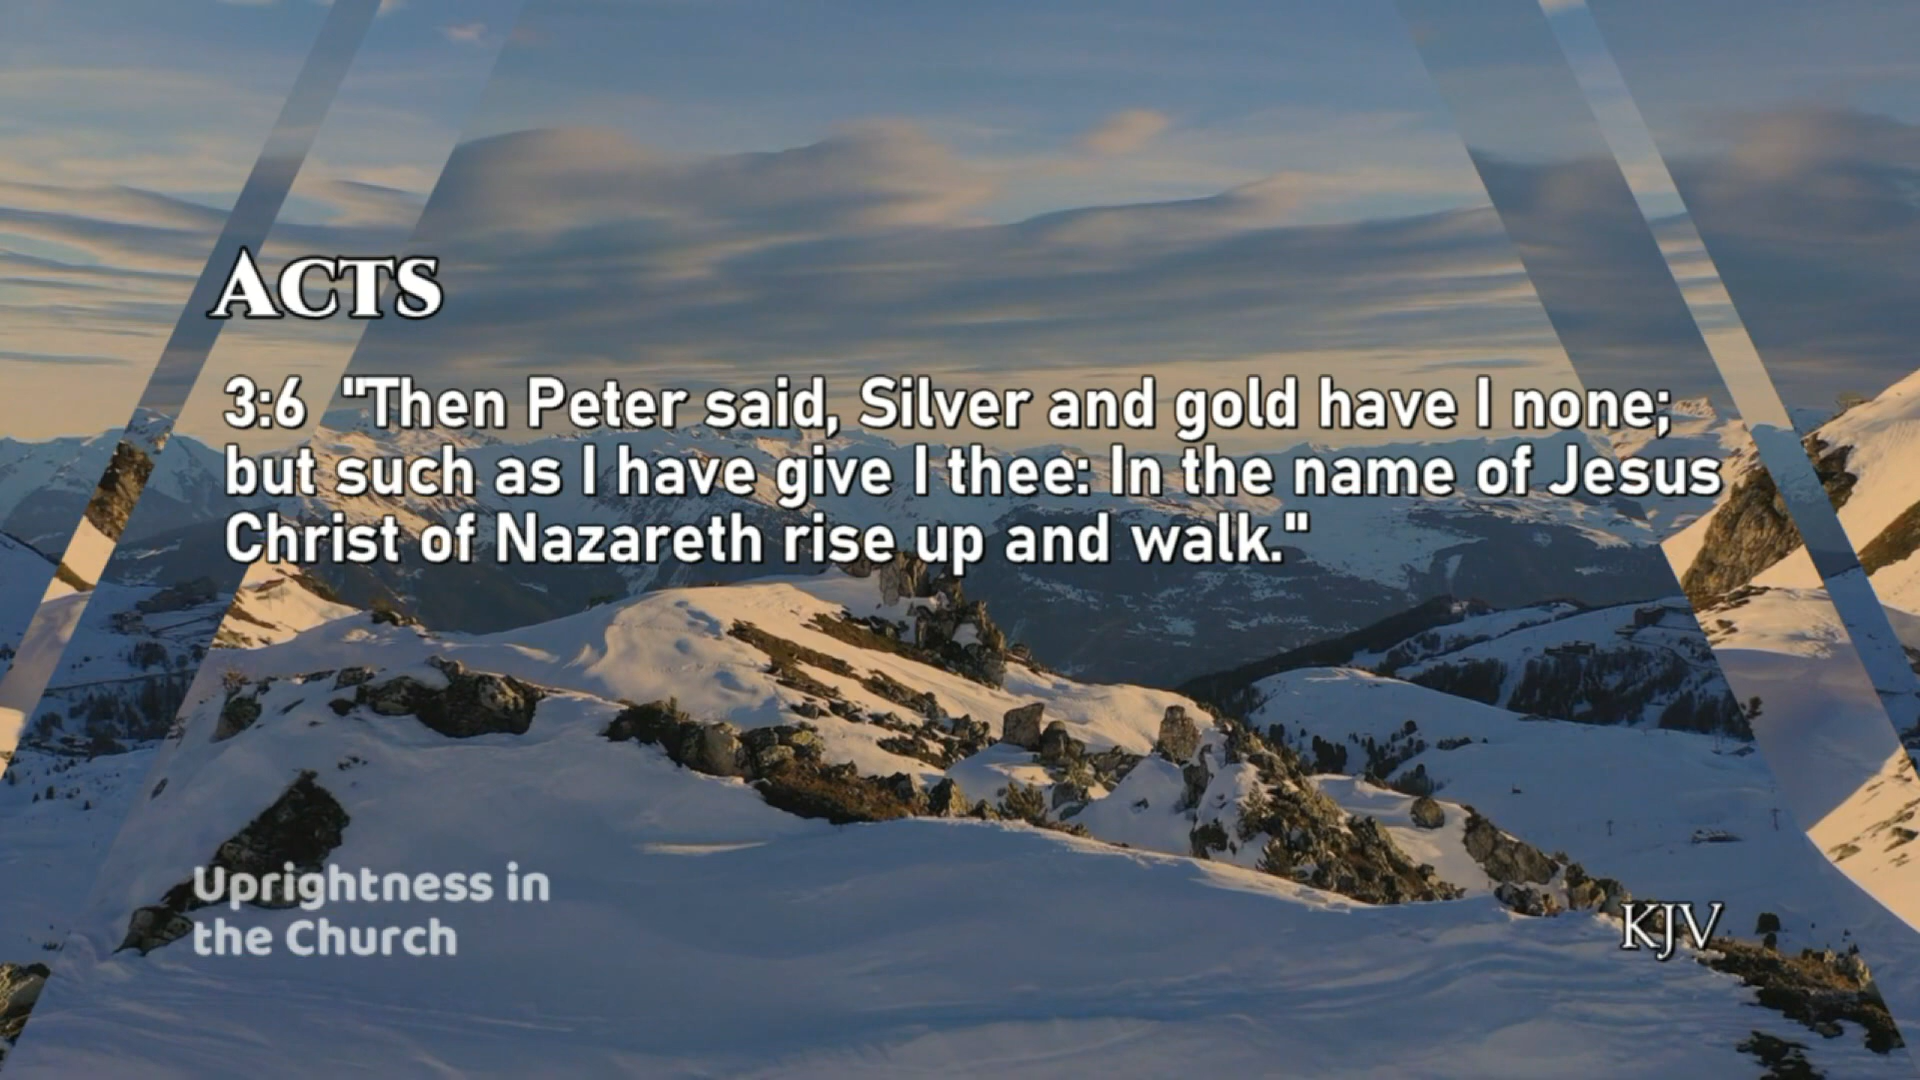 ACTS
3:6 "Then Peter said, Silver and gold have I none;
but such as I have give I thee: In the name of Jesus
Christ of Nazareth rise up and walk."
Uprightness in
the Church
KJV